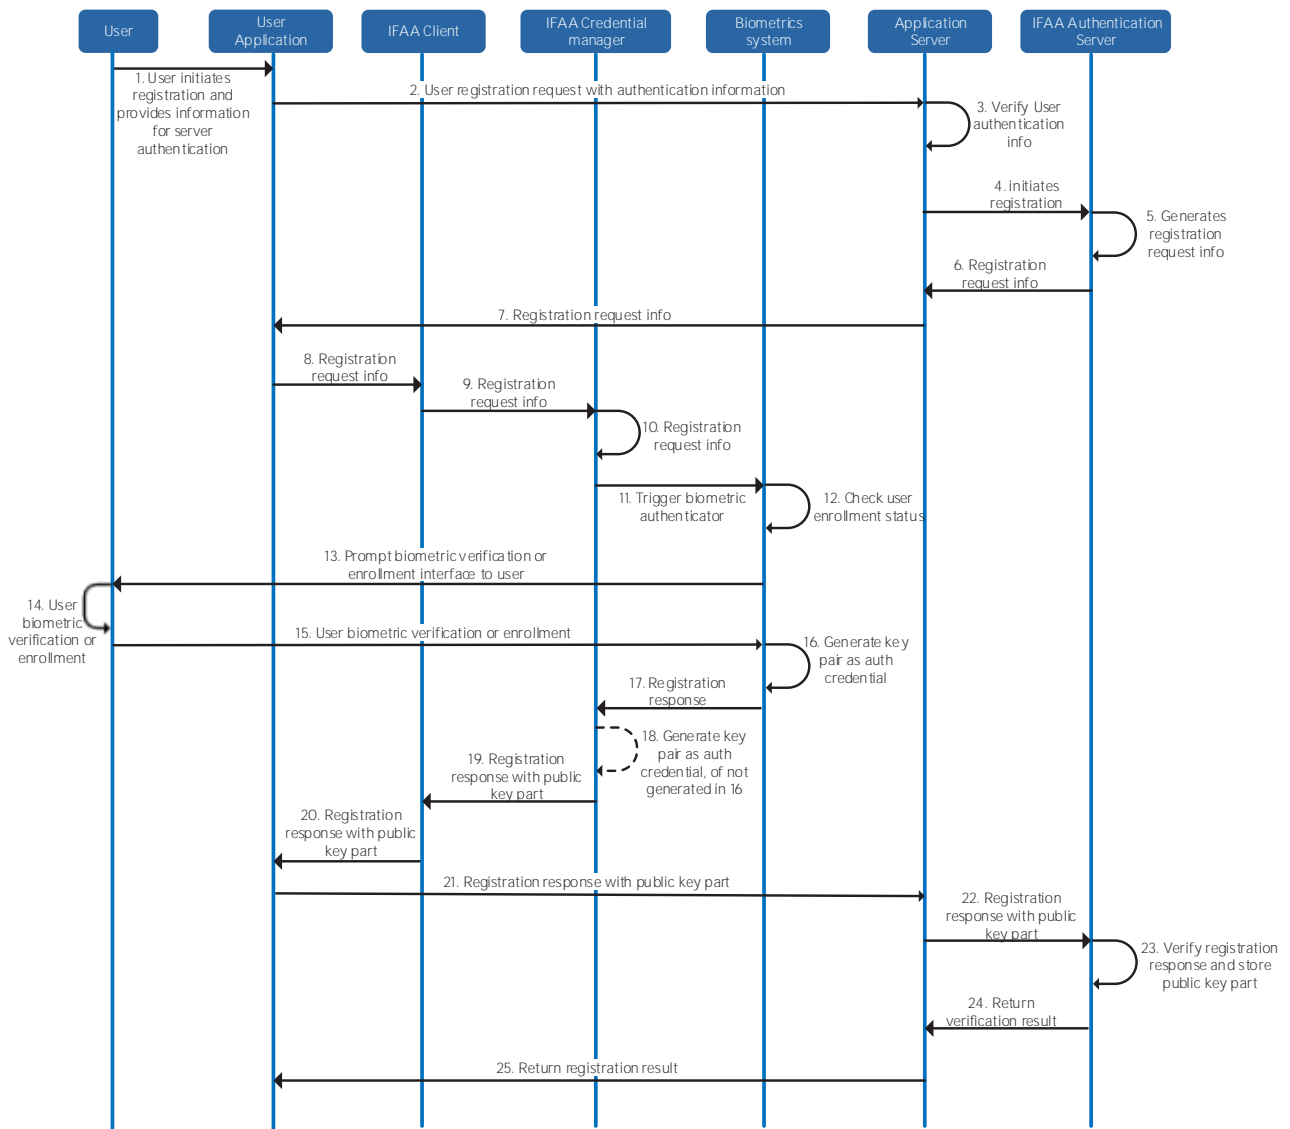 User
User
Application
IFAA Client
IFAA Credential
manager
Biometrics
system
Application
Server
IFAA Authentication
Server
1. User initiates
registration and
provides information
for server
authentication
2. User registration request with authentication information
3. Verify User
authentication
info
4. initiates
registration
5. Generates
registration
request info
6. Registration
request info
7. Registration request info
8. Registration
request info
9. Registration
request info
10. Registration
request info
11. Trigger biometric
authenticator
12. Check user
enrollment status
13. Prompt biometric verification or
enrollment interface to user
14. User
biometric
verification or
enrollment
15. User biometric verification or enrollment
16. Generate key
pair as auth
credential
17. Registration
response
18. Generate key
pair as auth
credential, of not
generated in 16
19. Registration
response with public
key part
20. Registration
response with public
key part
21. Registration response with public key part
22. Registration
response with public
key part
23. Verify registration
response and store
public key part
24. Return
verification result
25. Return registration result